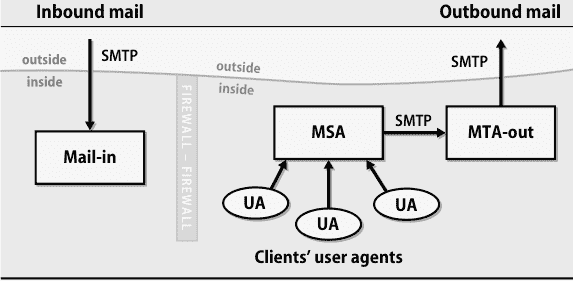 Inbound mail
Outbound mail
SMTP
SMTP
outside
inside
outside
inside
FIREWALL – FIREWALL
Mail-in
MSA
SMTP
MTA-out
UA
UA
UA
Clients’ user agents